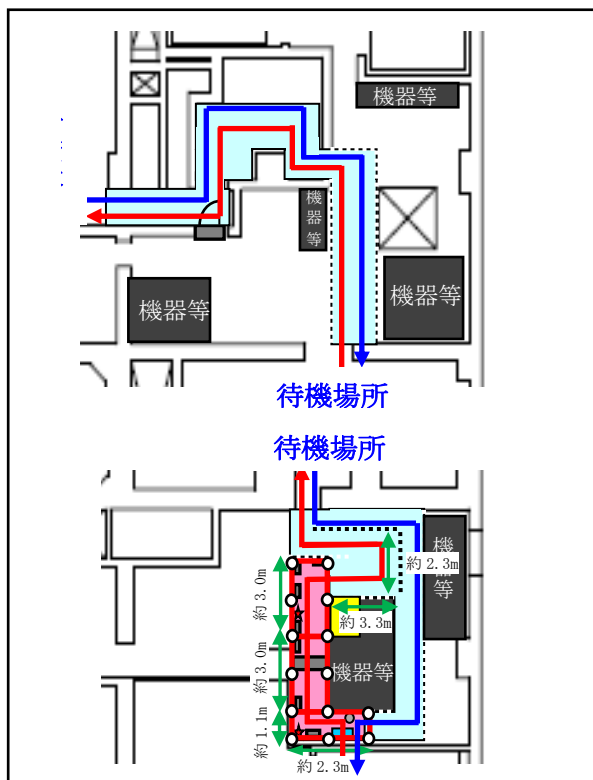 機器等
機器等
機器等
機器等
待機場所
待機場所
機器等
約 2.3m
約 3.0m
約 3.3m
約 3.0m
機器等
約 1.1m
約 2.3m